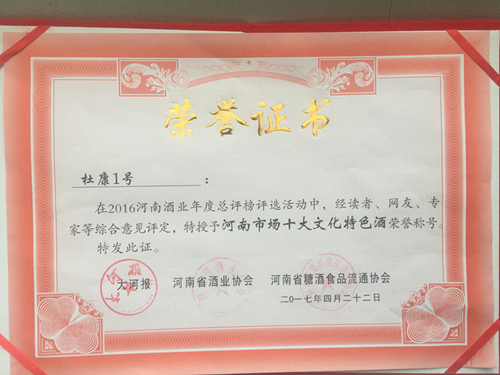 荣誉证书
杜康1号:
在2016河南酒业年度总评榜评选活动中，经读者、网友、专
家等综合意见评定，特授予河南市场十大文化特色酒荣誉称号。
特发此证。
大河报 河南省酒业协会 河南省糖酒食品流通协会
二〇一七年四月二十二日